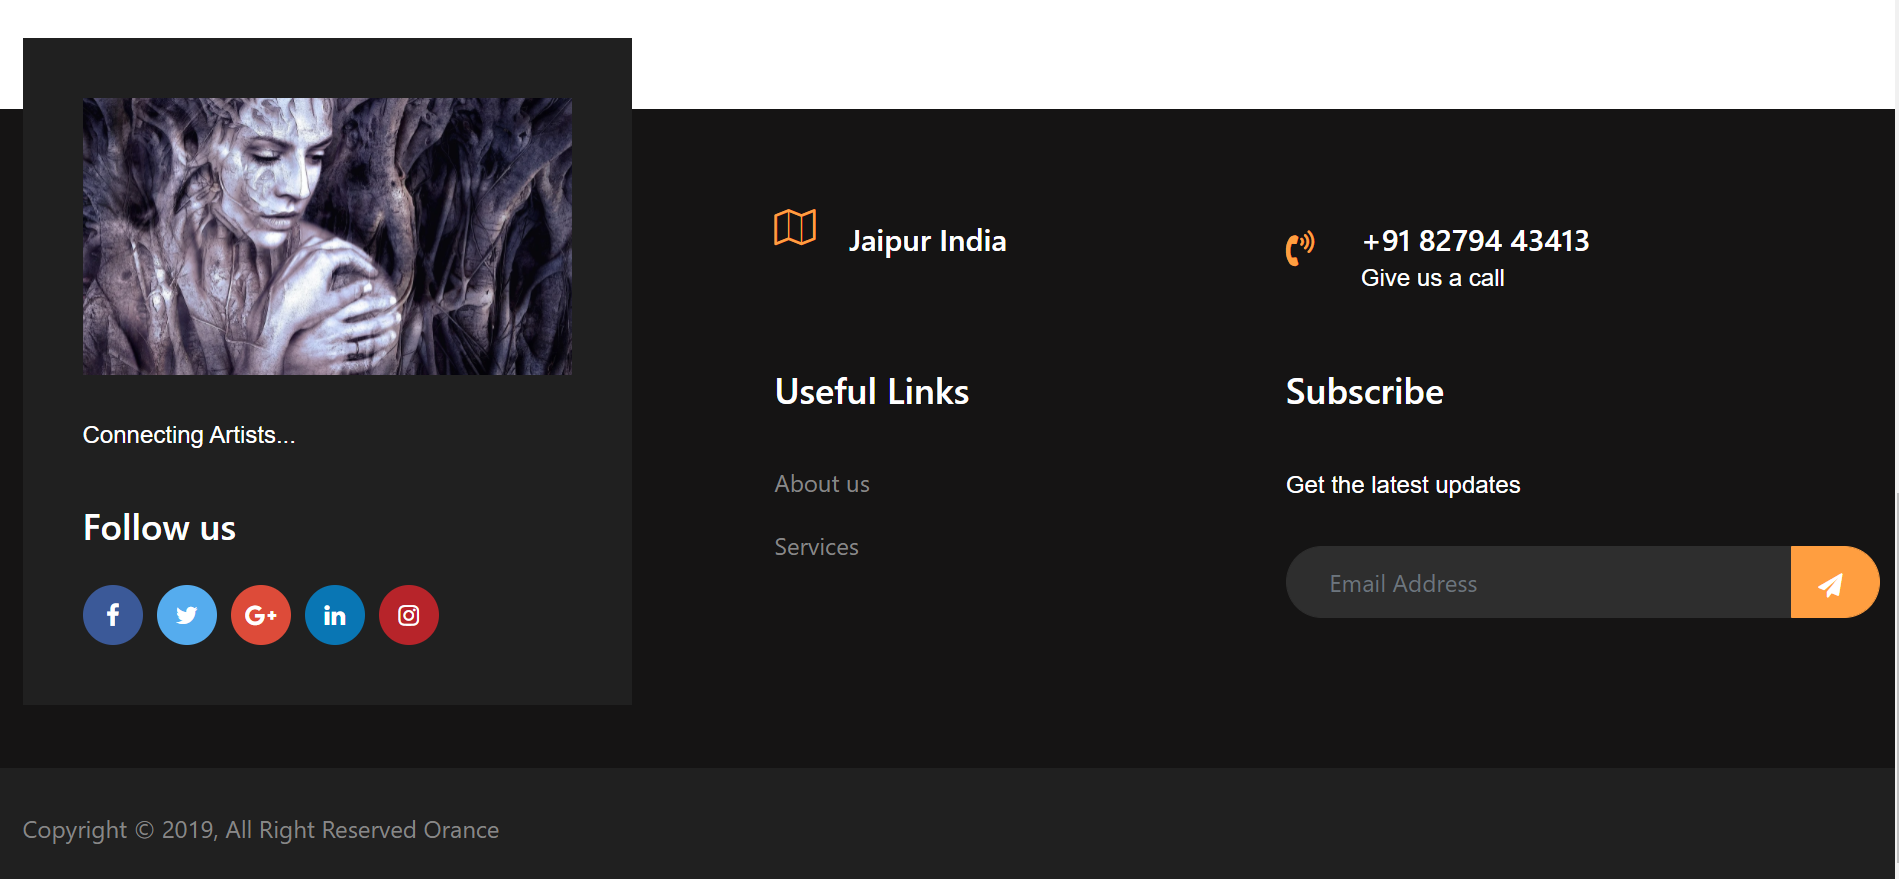 Connecting Artists...
Follow us
G+
in
Jaipur India
+91 82794 43413
Give us a call
Useful Links
About us
Services
Subscribe
Get the latest updates
Email Address
Copyright © 2019, All Right Reserved Orance